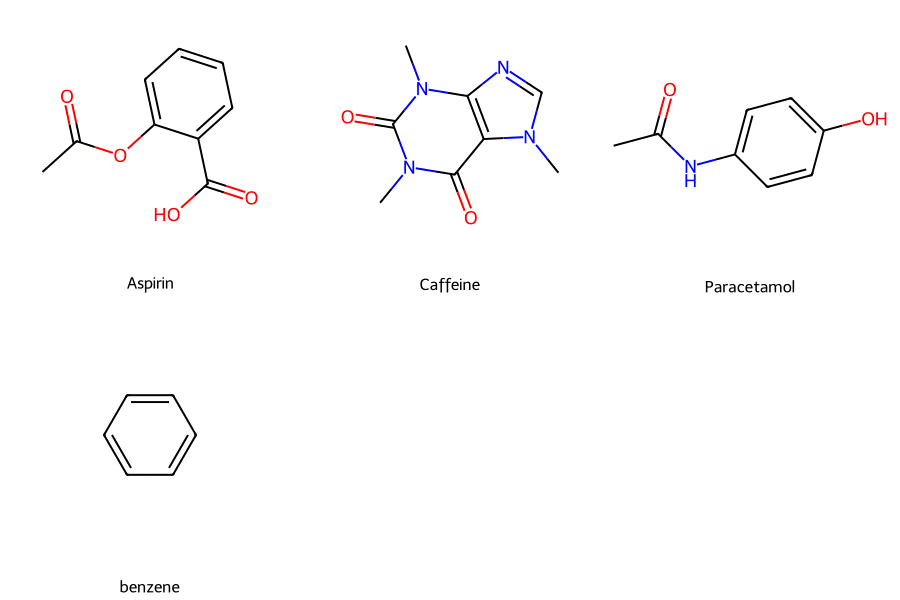 O
O
HO
O
Aspirin
N
N
O
N
N
O
Caffeine
O
OH
N
H
Paracetamol
benzene